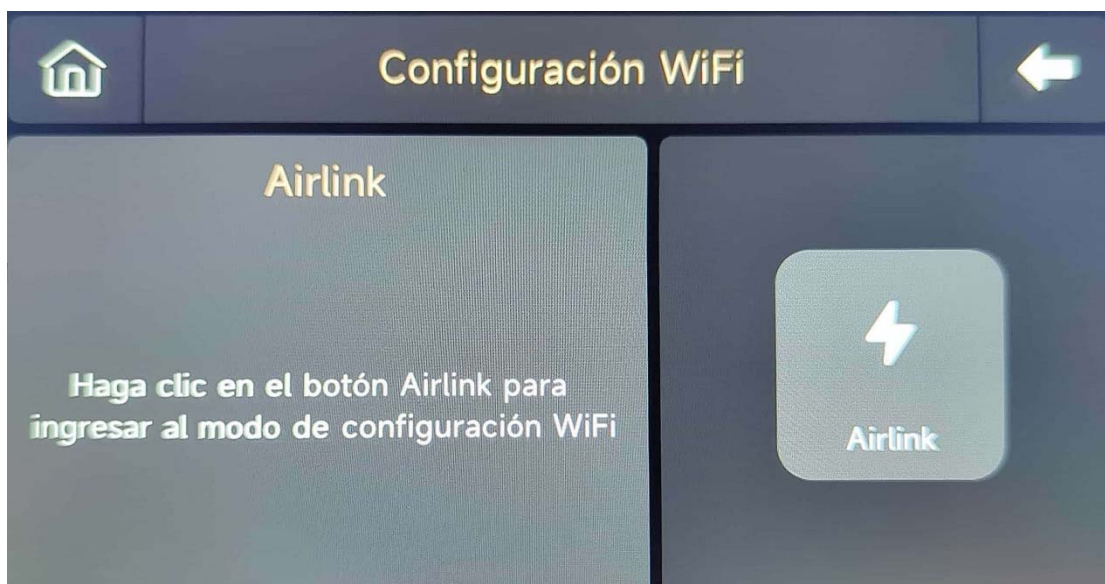 Configuración WiFi
Airlink
Haga clic en el botón Airlink para
ingresar al modo de configuración WiFi
Airlink